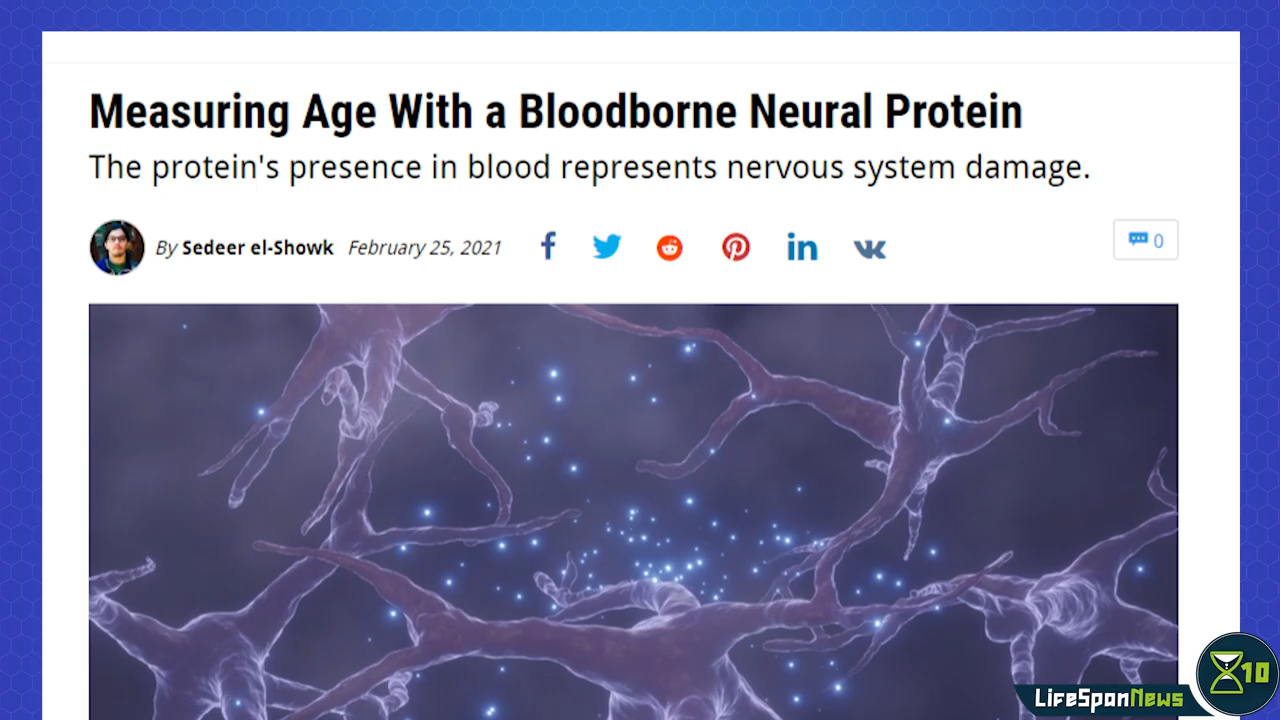 Measuring Age With a Bloodborne Neural Protein
The protein's presence in blood represents nervous system damage.
By Sedeer el-Showk February 25, 2021
0
10
LifeSpanNews